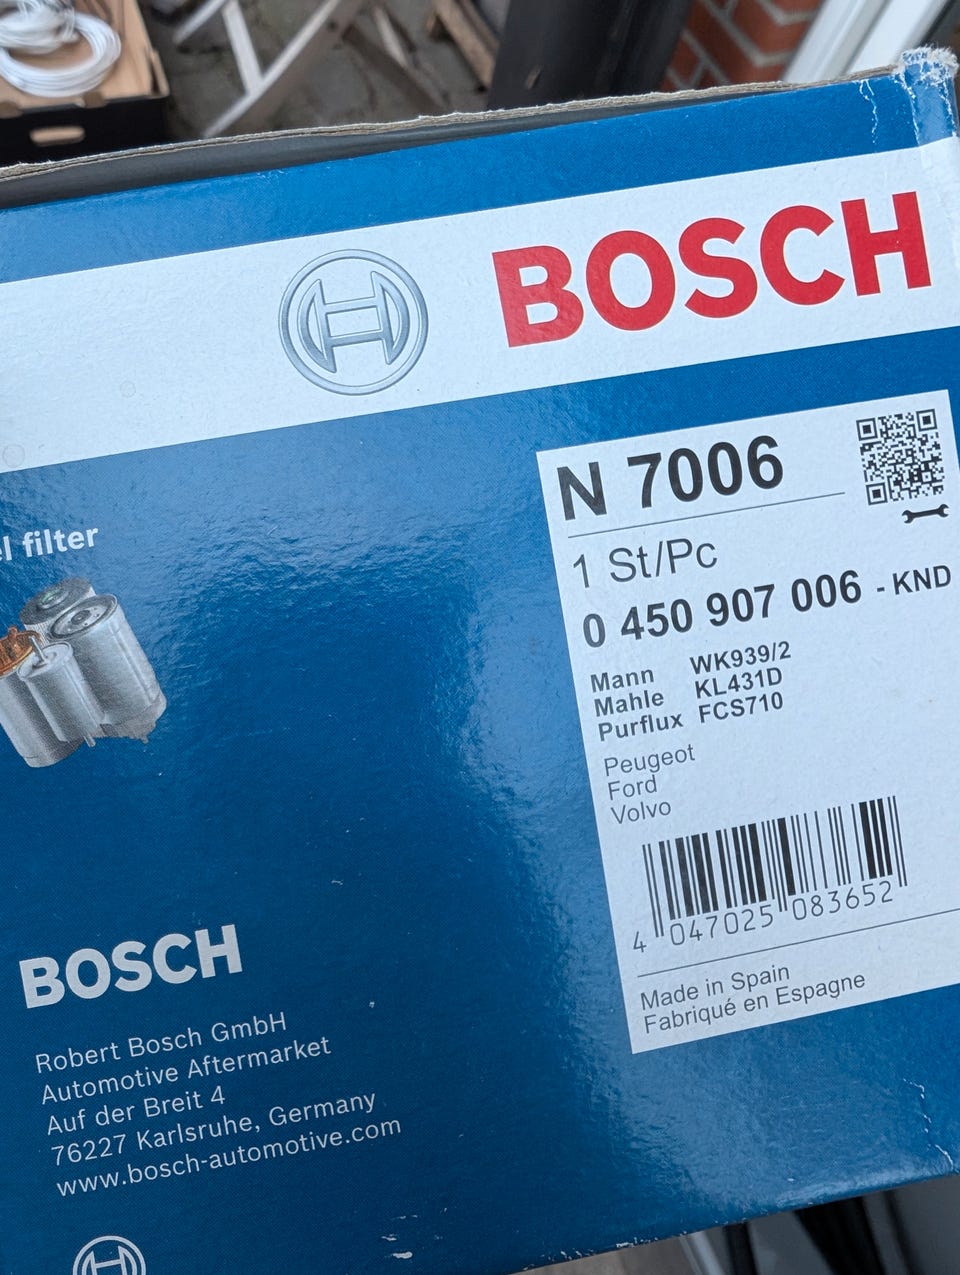 BOSCH
N 7006
1 St/Pc
0 450 907 006 - KND
Mann WK939/2
Mahle KL431D
Purflux FCS710
Peugeot
Ford
Volvo
4 047025 083652
Made in Spain
Fabriqué en Espagne
filter
BOSCH
Robert Bosch GmbH
Automotive Aftermarket
Auf der Breit 4
76227 Karlsruhe, Germany
www.bosch-automotive.com